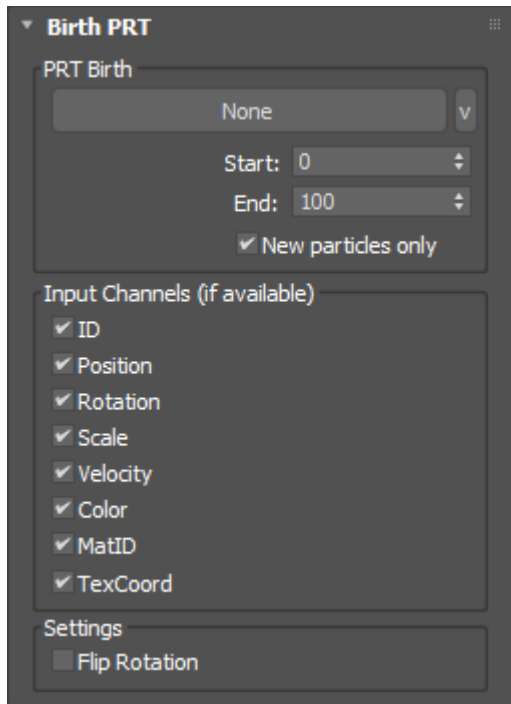 Birth PRT
PRT Birth
None v
Start: 0
End: 100
New particles only
Input Channels (if available)
ID
Position
Rotation
Scale
Velocity
Color
MatID
TexCoord
Settings
Flip Rotation